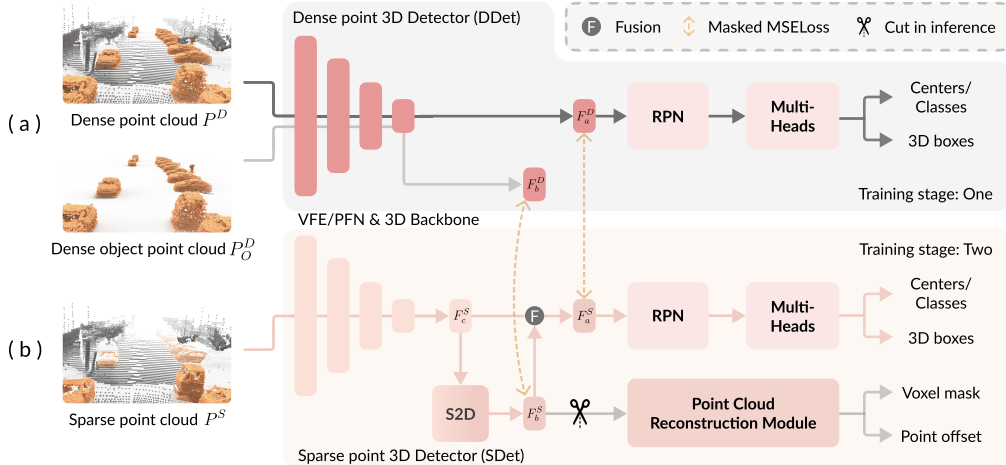 Dense point 3D Detector (DDet)
F Fusion
Masked MSELoss
Cut in inference
( a )
Dense point cloud P^D
F_a^D
RPN
Multi-
Heads
Centers/
Classes
3D boxes
F_b^D
Training stage: One
VFE/PFN & 3D Backbone
Dense object point cloud P_O^D
Training stage: Two
( b )
F_c^S
F
F_a^S
RPN
Multi-
Heads
Centers/
Classes
3D boxes
Sparse point cloud P^S
S2D
F_b^S
Point Cloud
Reconstruction Module
Voxel mask
Point offset
Sparse point 3D Detector (SDet)